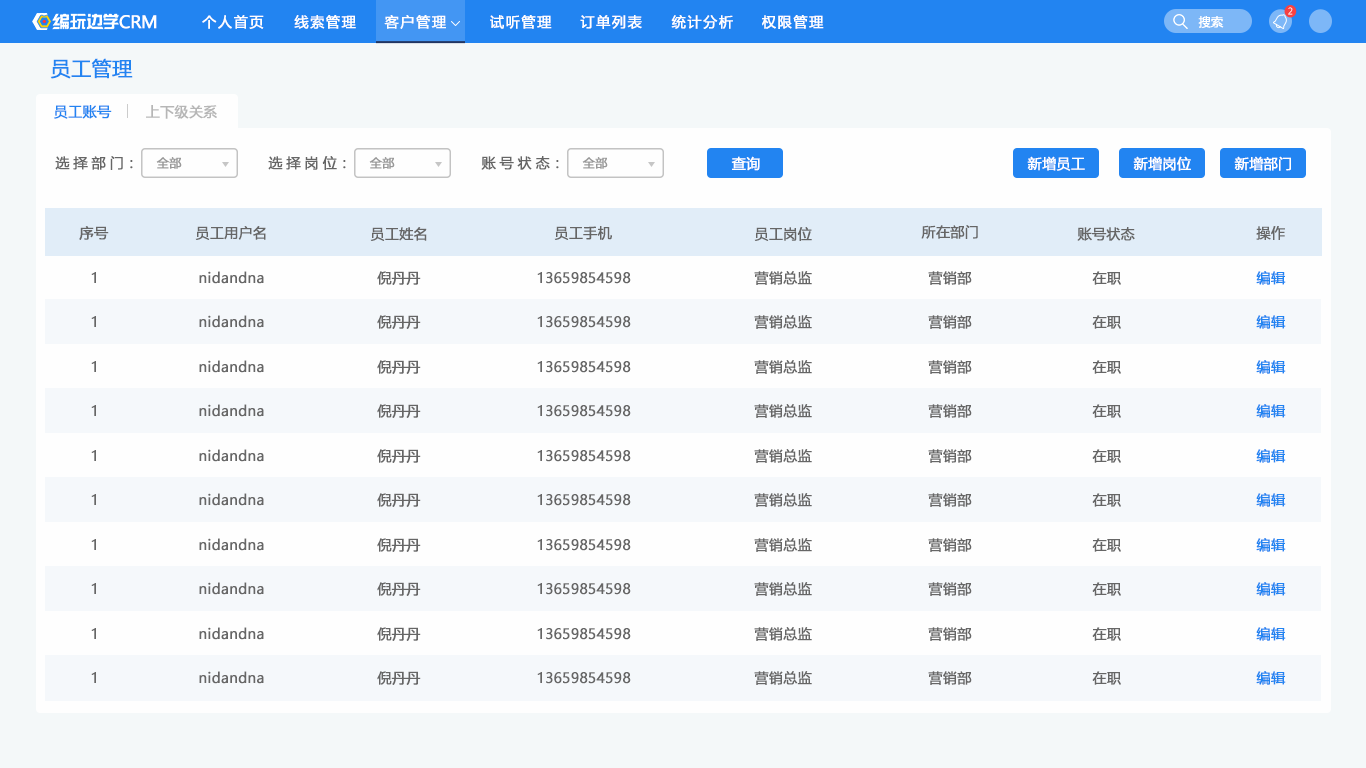 编玩边学CRM 个人首页 线索管理 客户管理 试听管理 订单列表 统计分析 权限管理 搜索 2
员工管理
员工账号 上下级关系
选择部门: 全部 选择岗位: 全部 账号状态: 全部 查询 新增员工 新增岗位 新增部门
序号 员工用户名 员工姓名 员工手机 员工岗位 所在部门 账号状态 操作
1 nidandna 倪丹丹 13659854598 营销总监 营销部 在职 编辑
1 nidandna 倪丹丹 13659854598 营销总监 营销部 在职 编辑
1 nidandna 倪丹丹 13659854598 营销总监 营销部 在职 编辑
1 nidandna 倪丹丹 13659854598 营销总监 营销部 在职 编辑
1 nidandna 倪丹丹 13659854598 营销总监 营销部 在职 编辑
1 nidandna 倪丹丹 13659854598 营销总监 营销部 在职 编辑
1 nidandna 倪丹丹 13659854598 营销总监 营销部 在职 编辑
1 nidandna 倪丹丹 13659854598 营销总监 营销部 在职 编辑
1 nidandna 倪丹丹 13659854598 营销总监 营销部 在职 编辑
1 nidandna 倪丹丹 13659854598 营销总监 营销部 在职 编辑